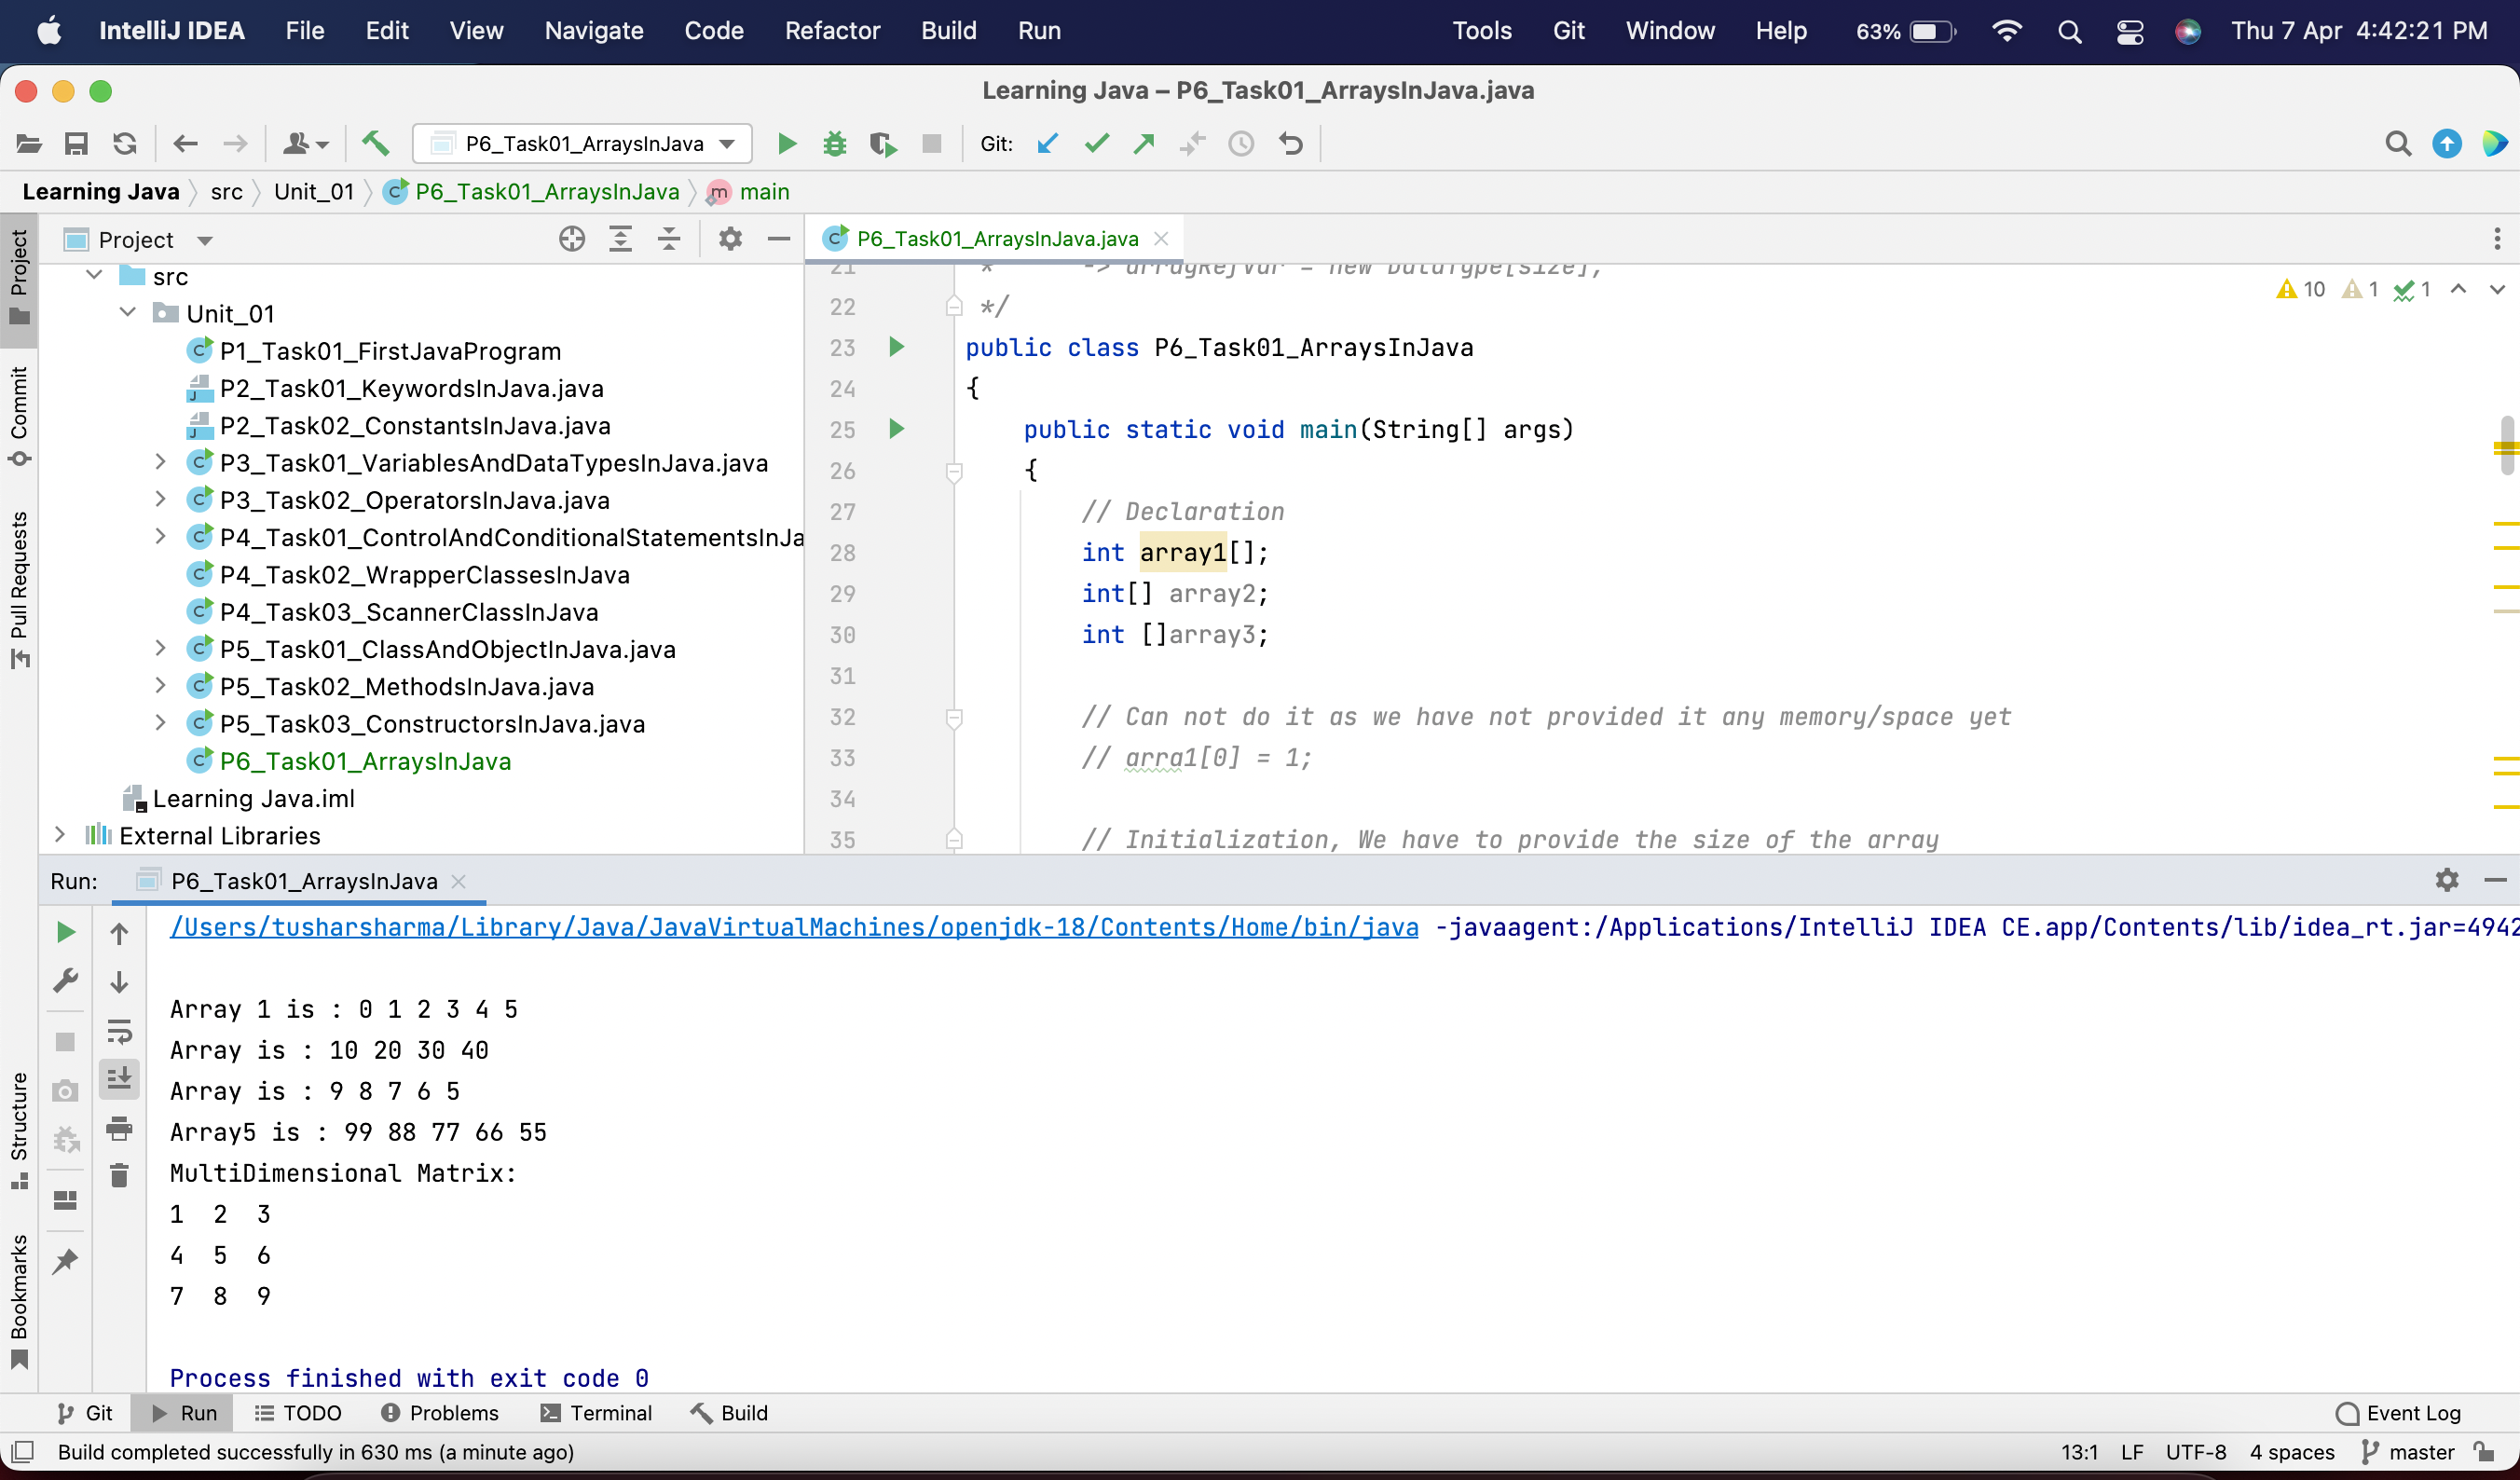 IntelliJ IDEA File Edit View Navigate Code Refactor Build Run Tools Git Window Help 63% Thu 7 Apr 4:42:21 PM
Learning Java – P6_Task01_ArraysInJava.java
P6_Task01_ArraysInJava Git:
Learning Java src Unit_01 P6_Task01_ArraysInJava main
Project
P6_Task01_ArraysInJava.java
Project
Commit
Pull Requests
Structure
Bookmarks
src
Unit_01
P1_Task01_FirstJavaProgram
P2_Task01_KeywordsInJava.java
P2_Task02_ConstantsInJava.java
P3_Task01_VariablesAndDataTypesInJava.java
P3_Task02_OperatorsInJava.java
P4_Task01_ControlAndConditionalStatementsInJa
P4_Task02_WrapperClassesInJava
P4_Task03_ScannerClassInJava
P5_Task01_ClassAndObjectInJava.java
P5_Task02_MethodsInJava.java
P5_Task03_ConstructorsInJava.java
P6_Task01_ArraysInJava
Learning Java.iml
External Libraries
10 1 1
21 * -> arrayRefVar = new DataType[size];
22 */
23 public class P6_Task01_ArraysInJava
24 {
25 public static void main(String[] args)
26 {
27 // Declaration
28 int array1[];
29 int[] array2;
30 int []array3;
31
32 // Can not do it as we have not provided it any memory/space yet
33 // arra1[0] = 1;
34
35 // Initialization, We have to provide the size of the array
Run: P6_Task01_ArraysInJava
/Users/tusharsharma/Library/Java/JavaVirtualMachines/openjdk-18/Contents/Home/bin/java -javaagent:/Applications/IntelliJ IDEA CE.app/Contents/lib/idea_rt.jar=4942
Array 1 is : 0 1 2 3 4 5
Array is : 10 20 30 40
Array is : 9 8 7 6 5
Array5 is : 99 88 77 66 55
MultiDimensional Matrix:
1 2 3
4 5 6
7 8 9
Process finished with exit code 0
Git Run TODO Problems Terminal Build Event Log
Build completed successfully in 630 ms (a minute ago) 13:1 LF UTF-8 4 spaces master